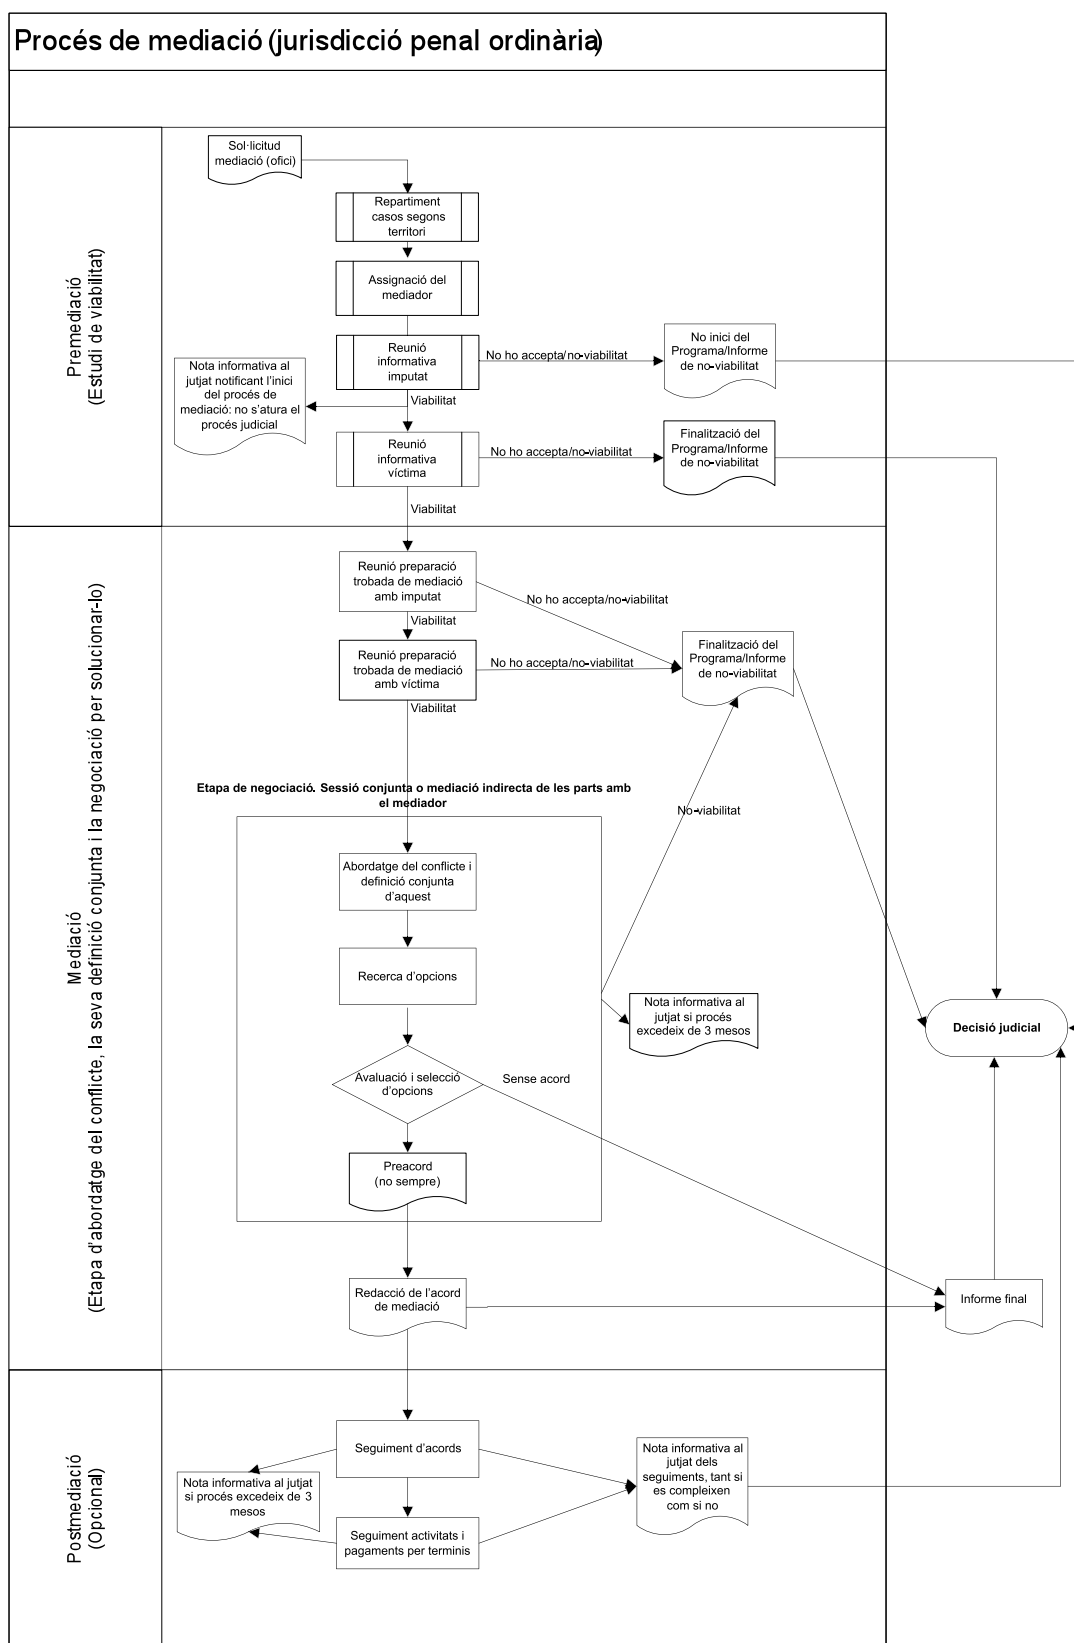 Procés de mediació (jurisdicció penal ordinària)
Premediació
(Estudi de viabilitat)
Sol·licitud
mediació (ofici)
Repartiment
casos segons
territori
Assignació del
mediador
Reunió
informativa
imputat
No ho accepta/no-viabilitat
No inici del
Programa/Informe
de no-viabilitat
Viabilitat
Nota informativa al
jutjat notificant l'inici
del procés de
mediació: no s'atura el
procés judicial
Reunió
informativa
víctima
No ho accepta/no-viabilitat
Finalització del
Programa/Informe
de no-viabilitat
Viabilitat
Mediació
(Etapa d'abordatge del conflicte, la seva definició conjunta i la negociació per solucionar-lo)
Reunió preparació
trobada de mediació
amb imputat
No ho accepta/no-viabilitat
Viabilitat
Reunió preparació
trobada de mediació
amb víctima
No ho accepta/no-viabilitat
Finalització del
Programa/Informe
de no-viabilitat
Viabilitat
Etapa de negociació. Sessió conjunta o mediació indirecta de les parts amb
el mediador
No-viabilitat
Abordatge del conflicte i
definició conjunta
d'aquest
Recerca d'opcions
Nota informativa al
jutjat si procés
excedeix de 3 mesos
Decisió judicial
Avaluació i selecció
d'opcions
Sense acord
Preacord
(no sempre)
Redacció de l'acord
de mediació
Informe final
Postmediació
(Opcional)
Seguiment d'acords
Nota informativa al jutjat
si procés excedeix de 3
mesos
Nota informativa al
jutjat dels
seguiments, tant si
es compleixen
com si no
Seguiment activitats i
pagaments per terminis